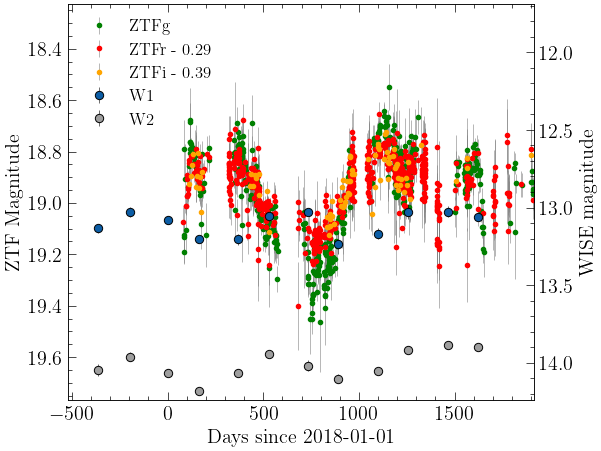 ZTFg
ZTFr - 0.29
ZTFi - 0.39
W1
W2
18.4
18.6
18.8
19.0
19.2
19.4
19.6
ZTF Magnitude
12.0
12.5
13.0
13.5
14.0
WISE magnitude
−500
0
500
1000
1500
Days since 2018-01-01